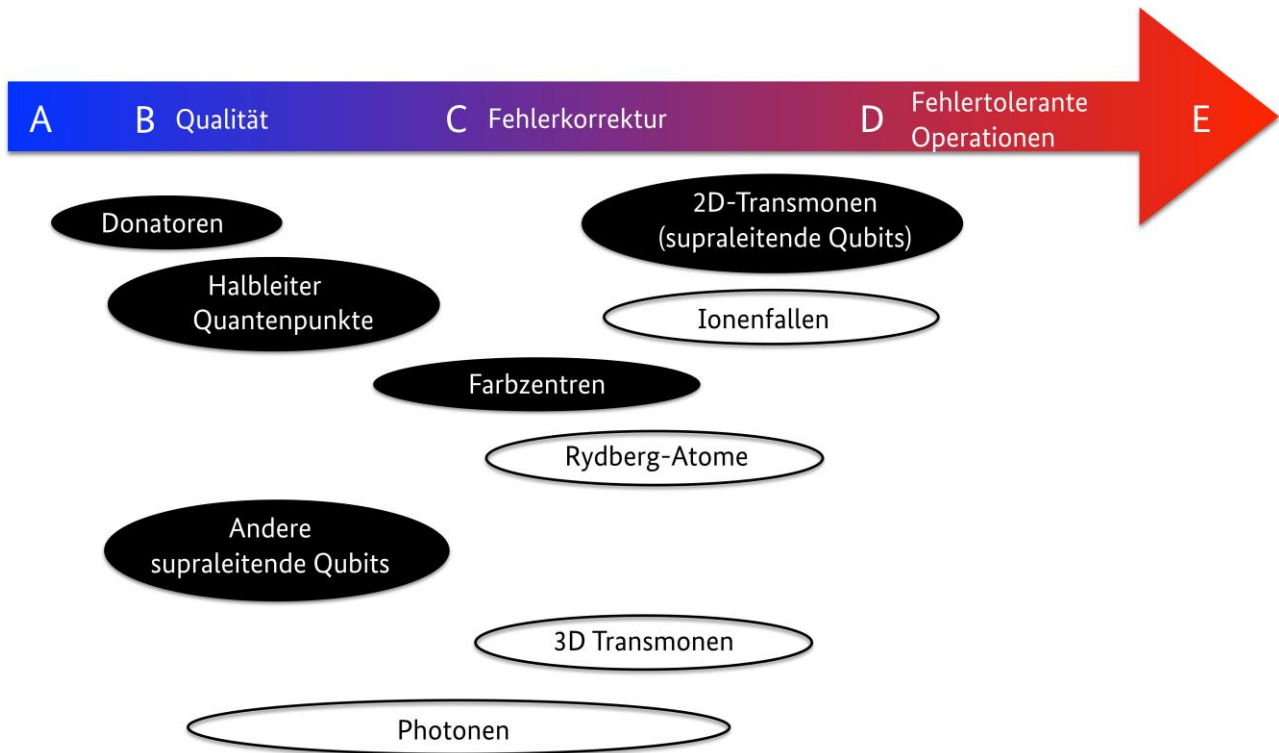 A
B Qualität
C Fehlerkorrektur
D Fehlertolerante
Operationen
E
Donatoren
2D-Transmonen
(supraleitende Qubits)
Halbleiter
Quantenpunkte
Ionenfallen
Farbzentren
Rydberg-Atome
Andere
supraleitende Qubits
3D Transmonen
Photonen